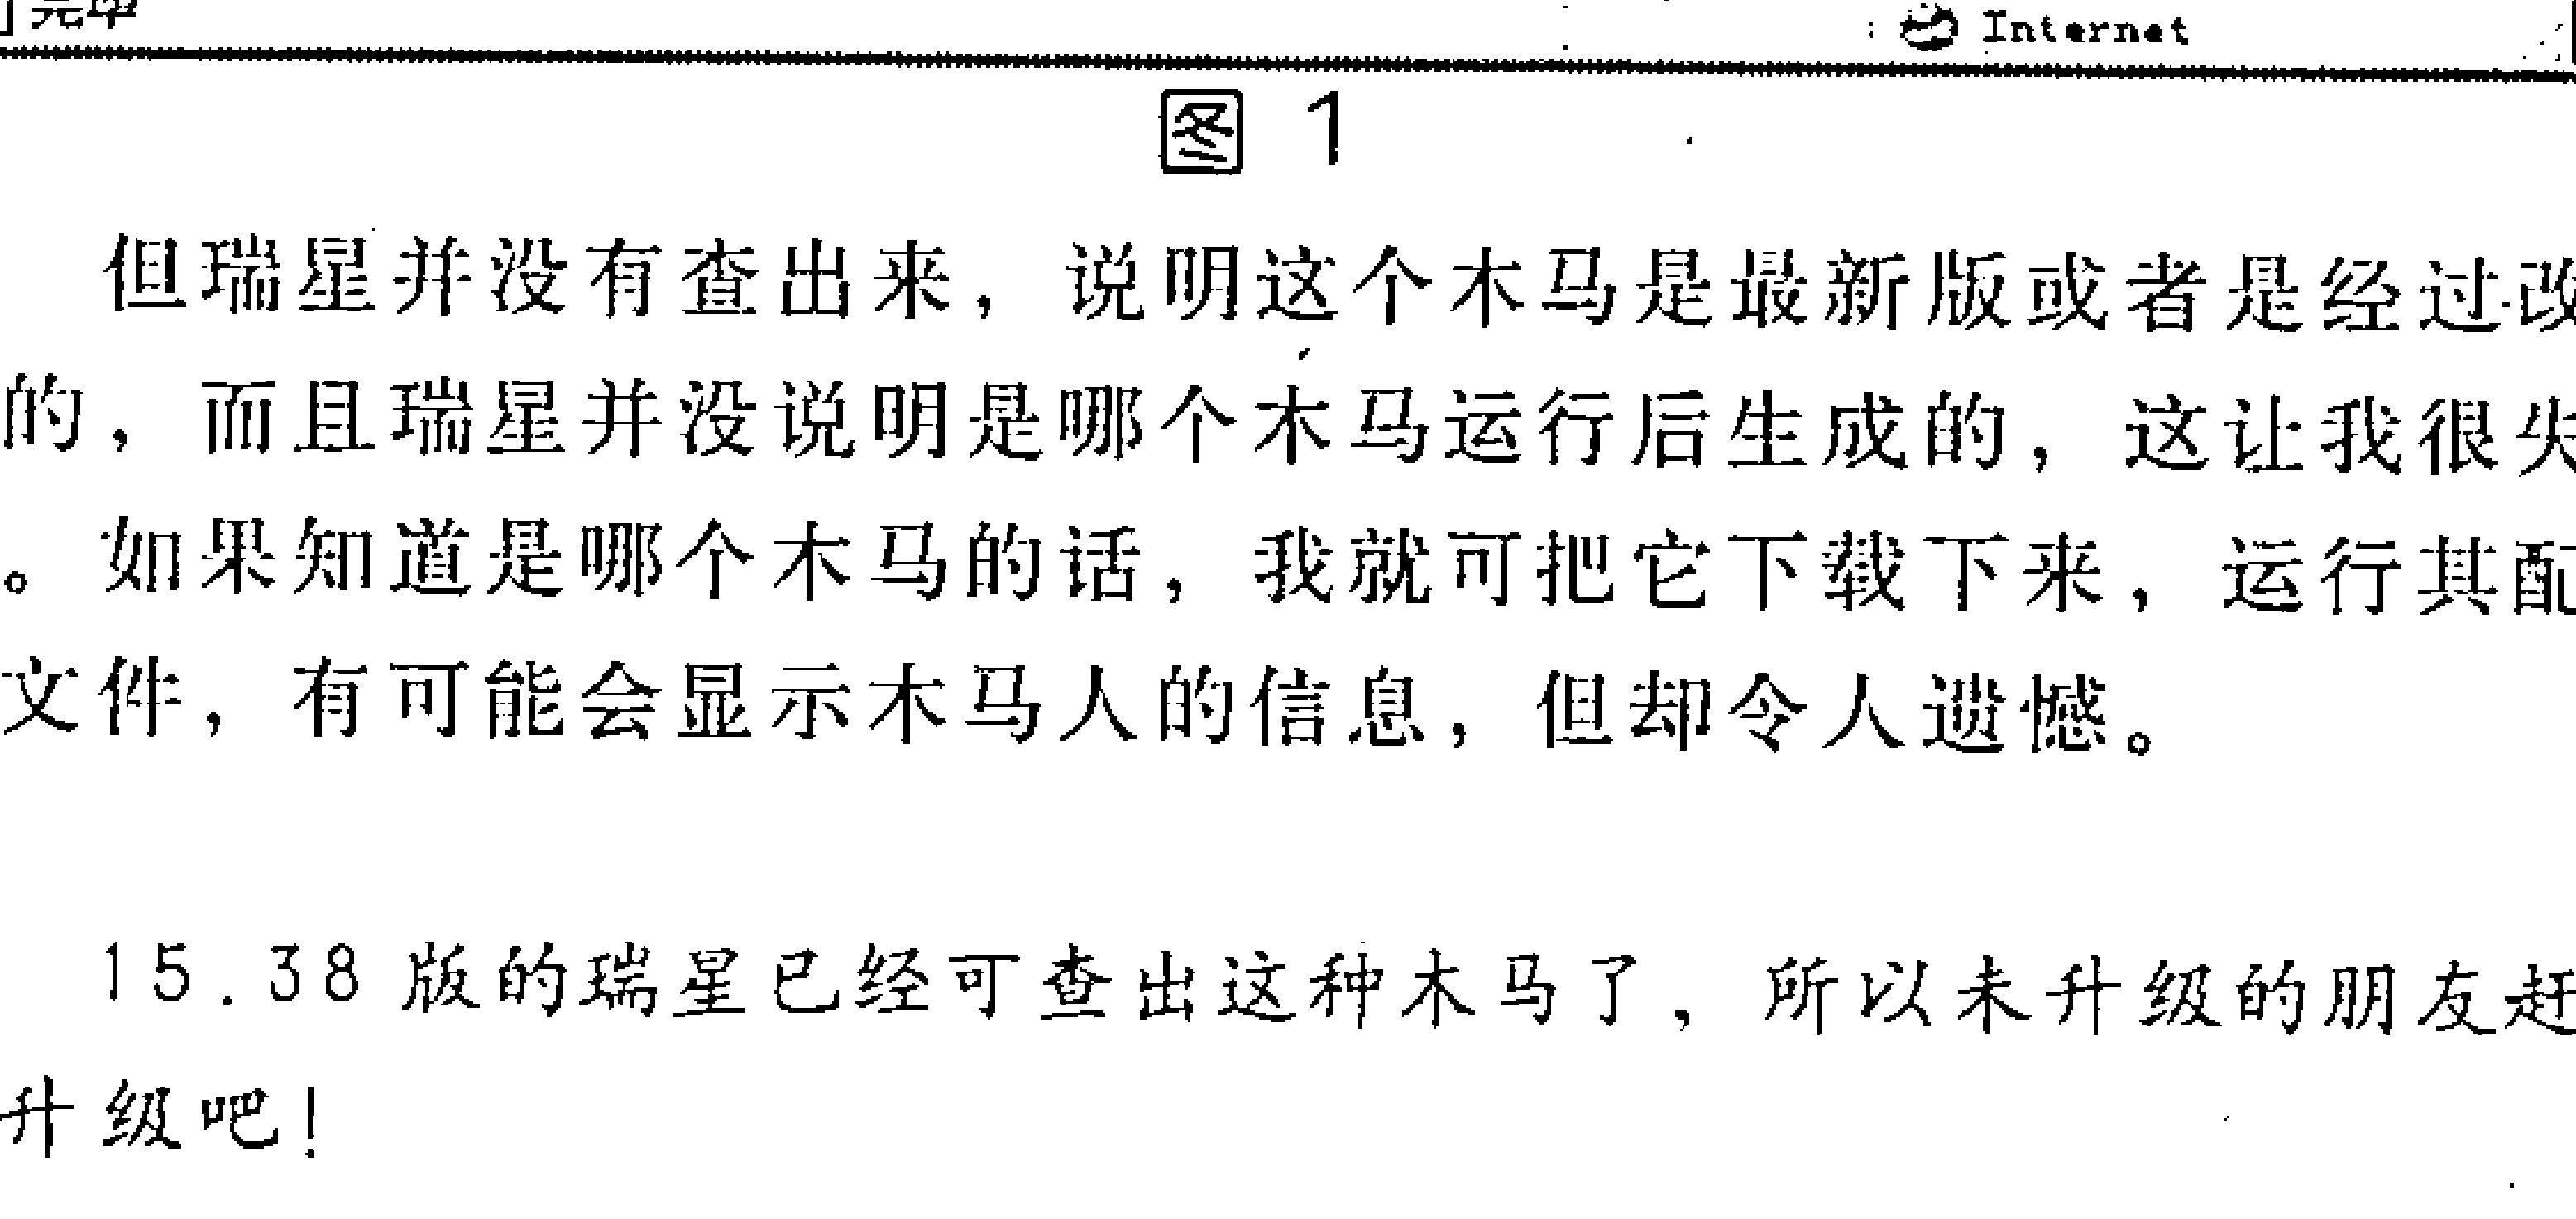 Internet
图 1
但瑞星并没有查出来，说明这个木马是最新版或者是经过改
的，而且瑞星并没说明是哪个木马运行后生成的，这让我很失
。如果知道是哪个木马的话，我就可把它下载下来，运行其配
文件，有可能会显示木马人的信息，但却令人遗憾。
15.38 版的瑞星已经可查出这种木马了，所以未升级的朋友赶
升级吧！